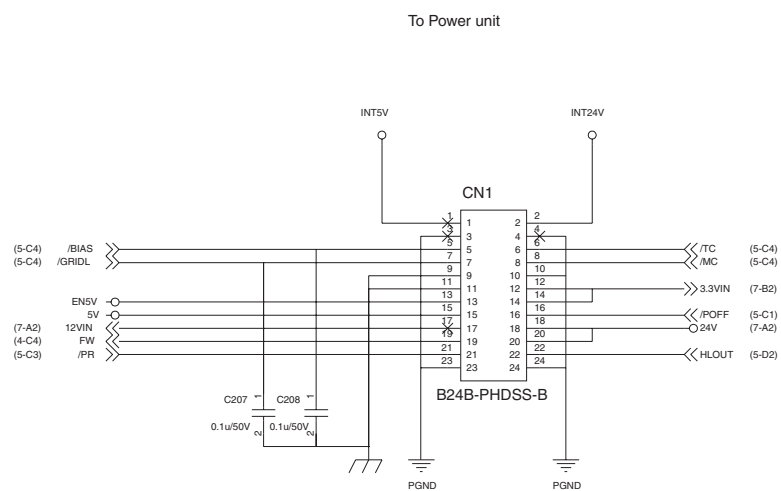 To Power unit
INT5V
INT24V
CN1
1 1 2 2
3 3 4 4
(5-C4) /BIAS 5 5 6 6 /TC (5-C4)
(5-C4) /GRIDL 7 7 8 8 /MC (5-C4)
9 9 10 10
11 11 12 12 3.3VIN (7-B2)
EN5V 13 13 14 14
5V 15 15 16 16 /POFF (5-C1)
(7-A2) 12VIN 17 17 18 18 24V (7-A2)
(4-C4) FW 19 19 20 20
(5-C3) /PR 21 21 22 22 HLOUT (5-D2)
23 23 24 24
B24B-PHDSS-B
C207 1 C208 1
0.1u/50V 2 0.1u/50V 2
PGND
PGND